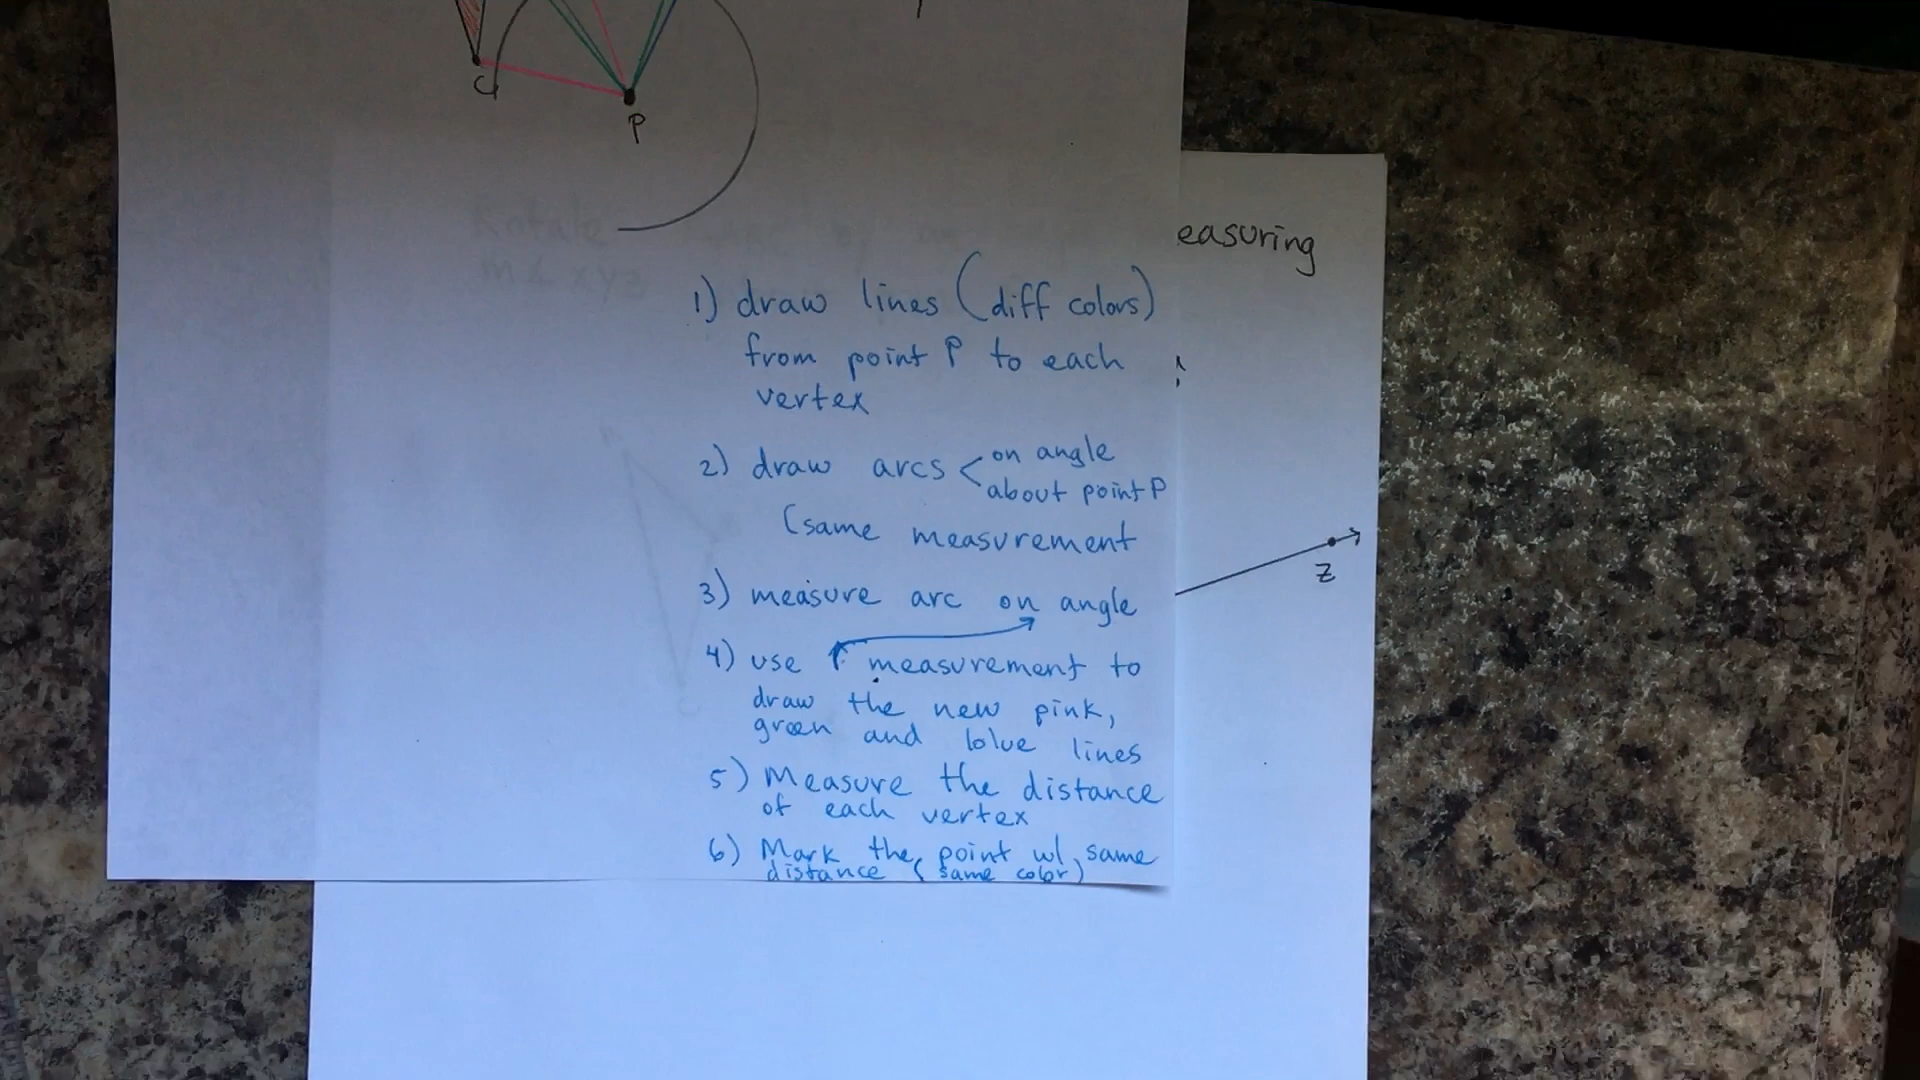 C
P
easuring
1) draw lines (diff colors)
from point P to each
vertex
2) draw arcs < on angle
about point P
(same measurement
3) measure arc on angle
4) use measurement to
draw the new pink,
green and blue lines
5) Measure the distance
of each vertex
6) Mark the point w/ same
distance (same color)
Z
Rotate
m∠xyz